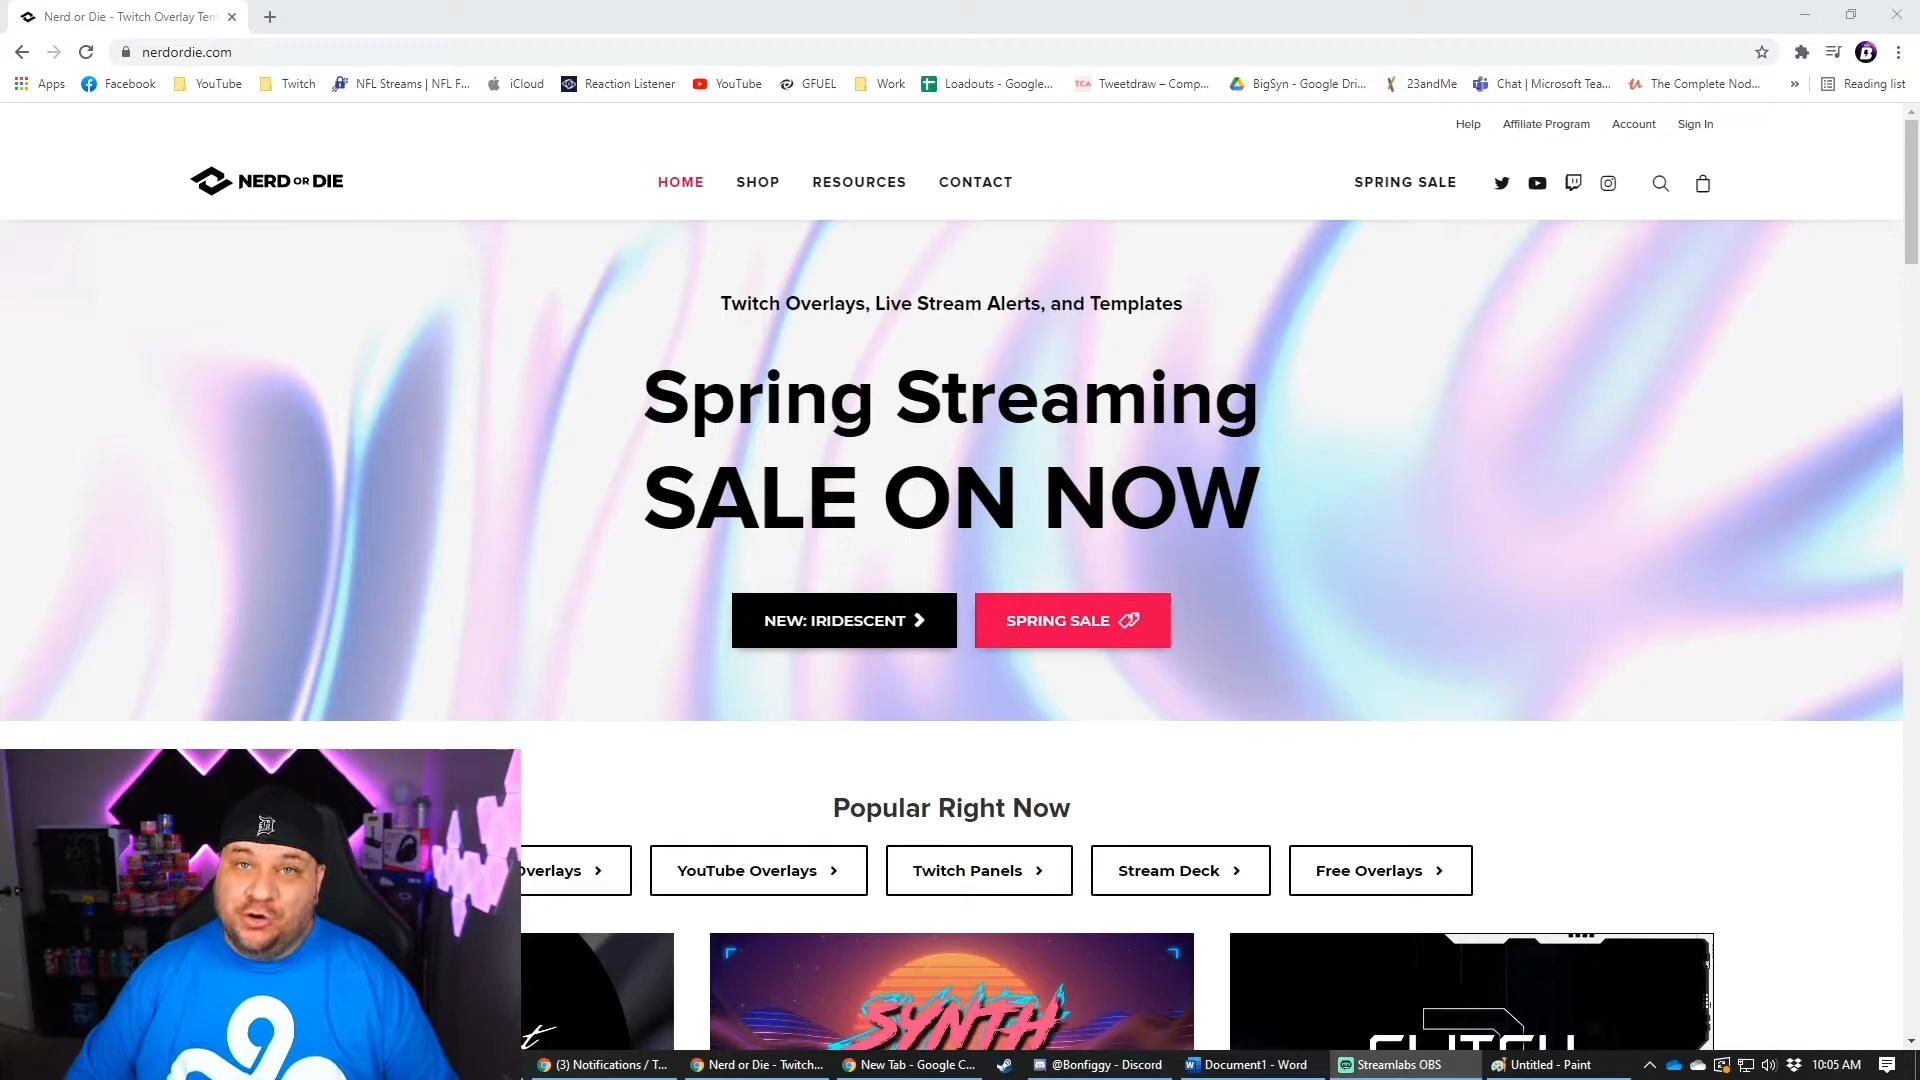 Nerd or Die - Twitch Overlay Tem
nerdordie.com
Apps
Facebook
YouTube
Twitch
NFL Streams | NFL F...
iCloud
Reaction Listener
YouTube
GFUEL
Work
Loadouts - Google...
TCA
Tweetdraw – Comp...
BigSyn - Google Dri...
23andMe
Chat | Microsoft Tea...
The Complete Nod...
»
Reading list
Help
Affiliate Program
Account
Sign In
NERD OR DIE
HOME
SHOP
RESOURCES
CONTACT
SPRING SALE
Twitch Overlays, Live Stream Alerts, and Templates
Spring Streaming
SALE ON NOW
NEW: IRIDESCENT
SPRING SALE
Popular Right Now
Overlays
YouTube Overlays
Twitch Panels
Stream Deck
Free Overlays
SYNTH
GLITCH
(3) Notifications / T...
Nerd or Die - Twitch...
New Tab - Google C...
@Bonfiggy - Discord
Document1 - Word
Streamlabs OBS
Untitled - Paint
10:05 AM